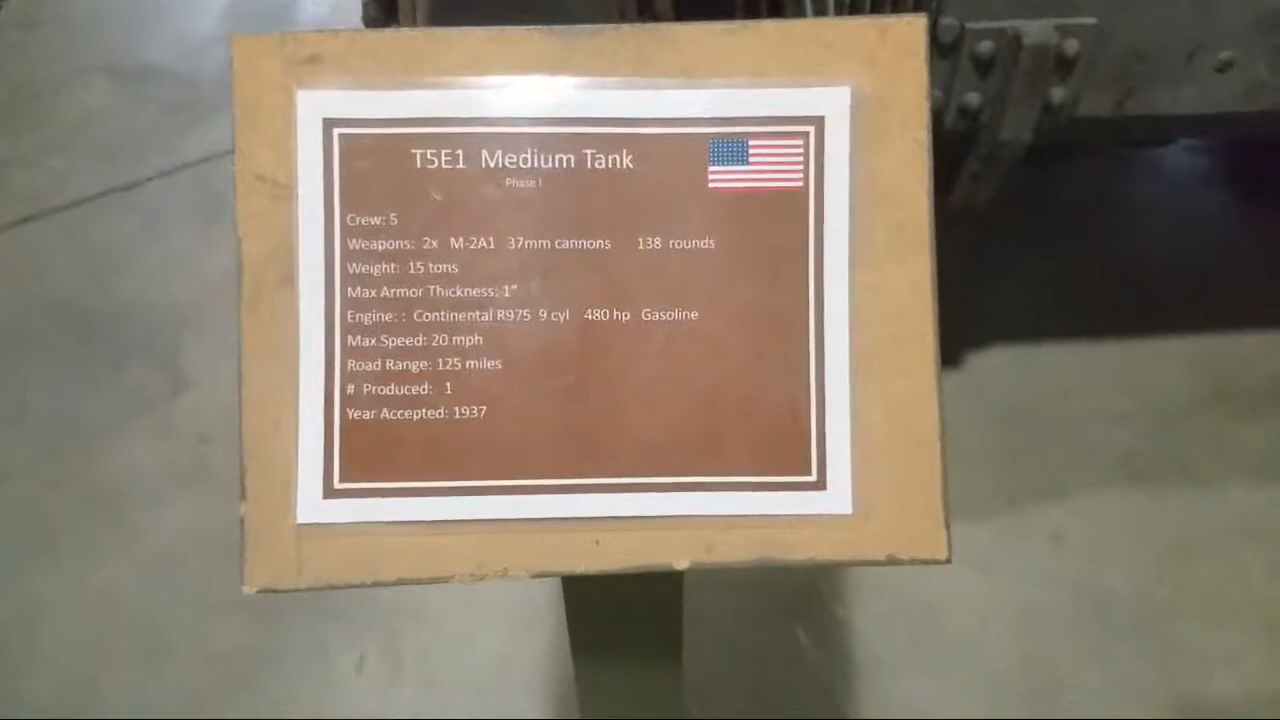 T5E1 Medium Tank
Phase I
Crew: 5
Weapons: 2x M-2A1 37mm cannons 138 rounds
Weight: 15 tons
Max Armor Thickness: 1"
Engine: : Continental R975 9 cyl 480 hp Gasoline
Max Speed: 20 mph
Road Range: 125 miles
# Produced: 1
Year Accepted: 1937